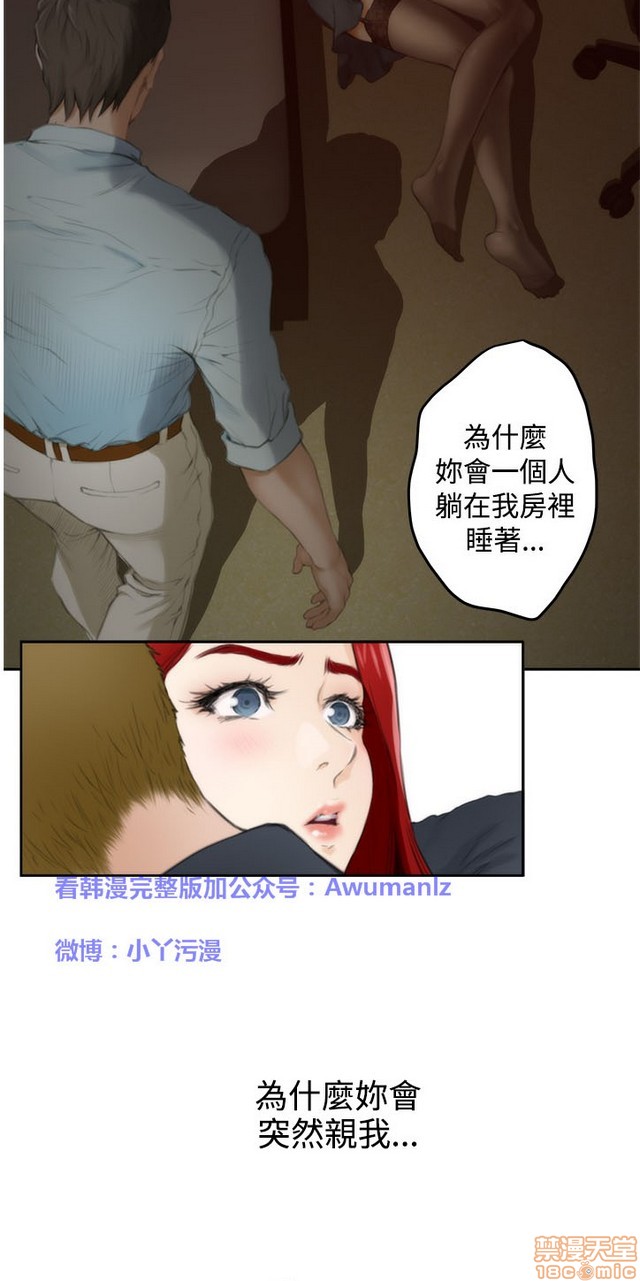 為什麼
妳會一個人
躺在我房裡
睡著...
看韩漫完整版加公众号：Awumanlz
微博：小丫污漫
為什麼妳會
突然親我...
禁漫天堂
18comic